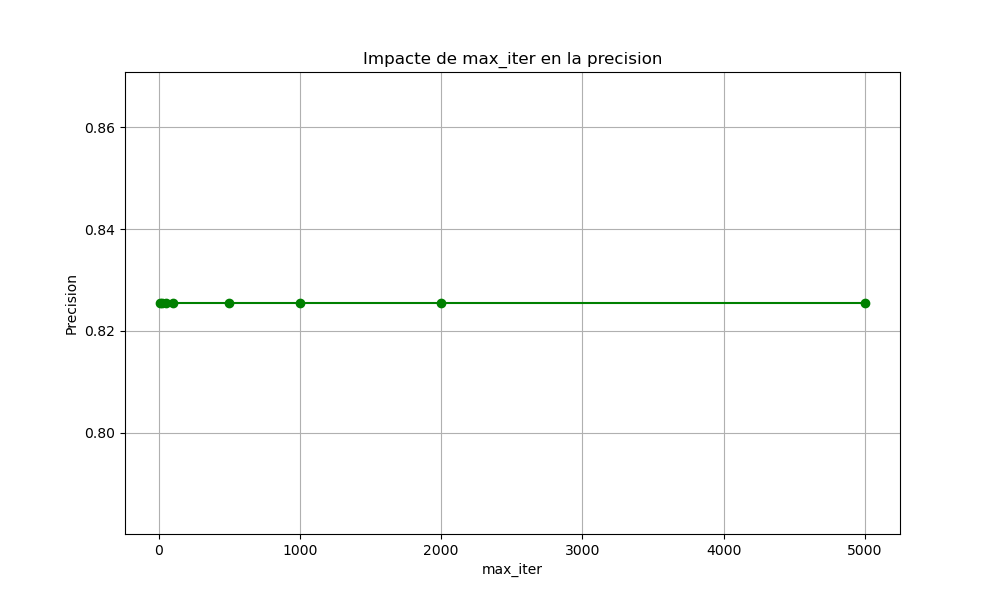 Impacte de max_iter en la precision
0.86
0.84
0.82
0.80
Precision
0 1000 2000 3000 4000 5000
max_iter